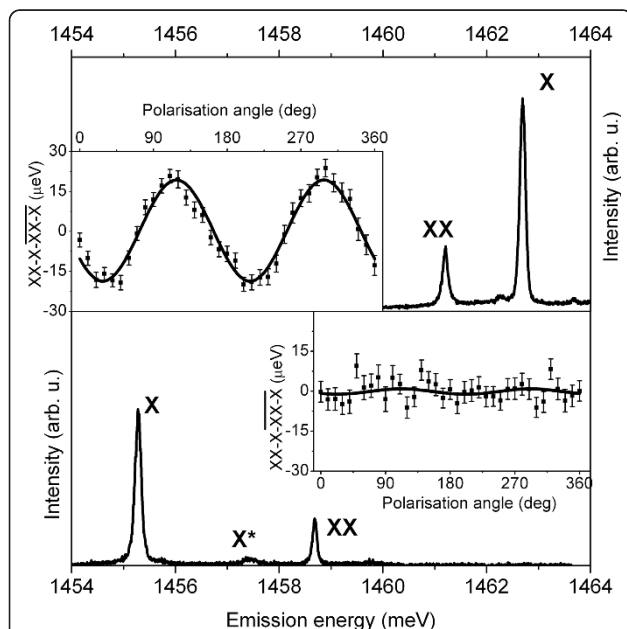 1454 1456 1458 1460 1462 1464
Polarisation angle (deg)
0 90 180 270 360
30
15
0
-15
-30
XX-X-X̅X̅-̅X̅ (µeV)
XX
X
Intensity (arb. u.)
15
0
-15
-30
XX-X-X̅X̅-̅X̅ (µeV)
0 90 180 270 360
Polarisation angle (deg)
Intensity (arb. u.)
X
X*
XX
1454 1456 1458 1460 1462 1464
Emission energy (meV)